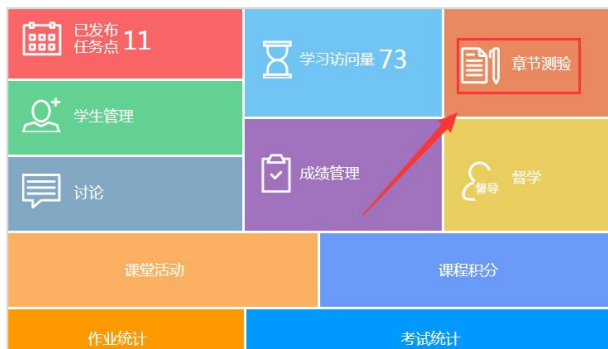 已发布
任务点 11
学习访问量 73
章节测验
学生管理
成绩管理
督导
督学
讨论
课堂活动
课程积分
作业统计
考试统计